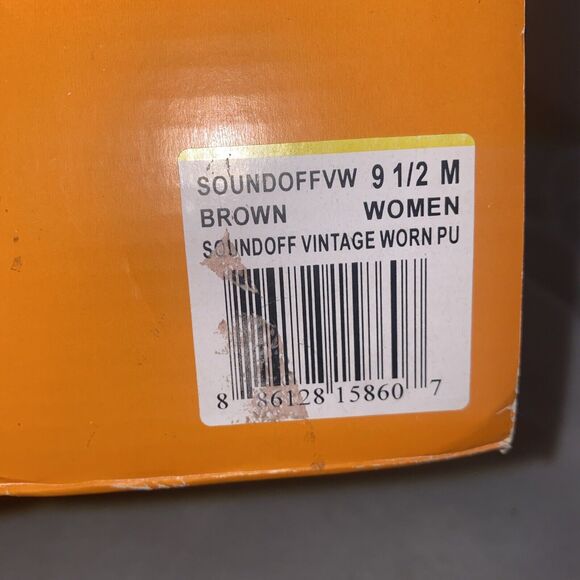 SOUNDOFFVW 9 1/2 M
BROWN WOMEN
SOUNDOFF VINTAGE WORN PU
8 86128 15860 7